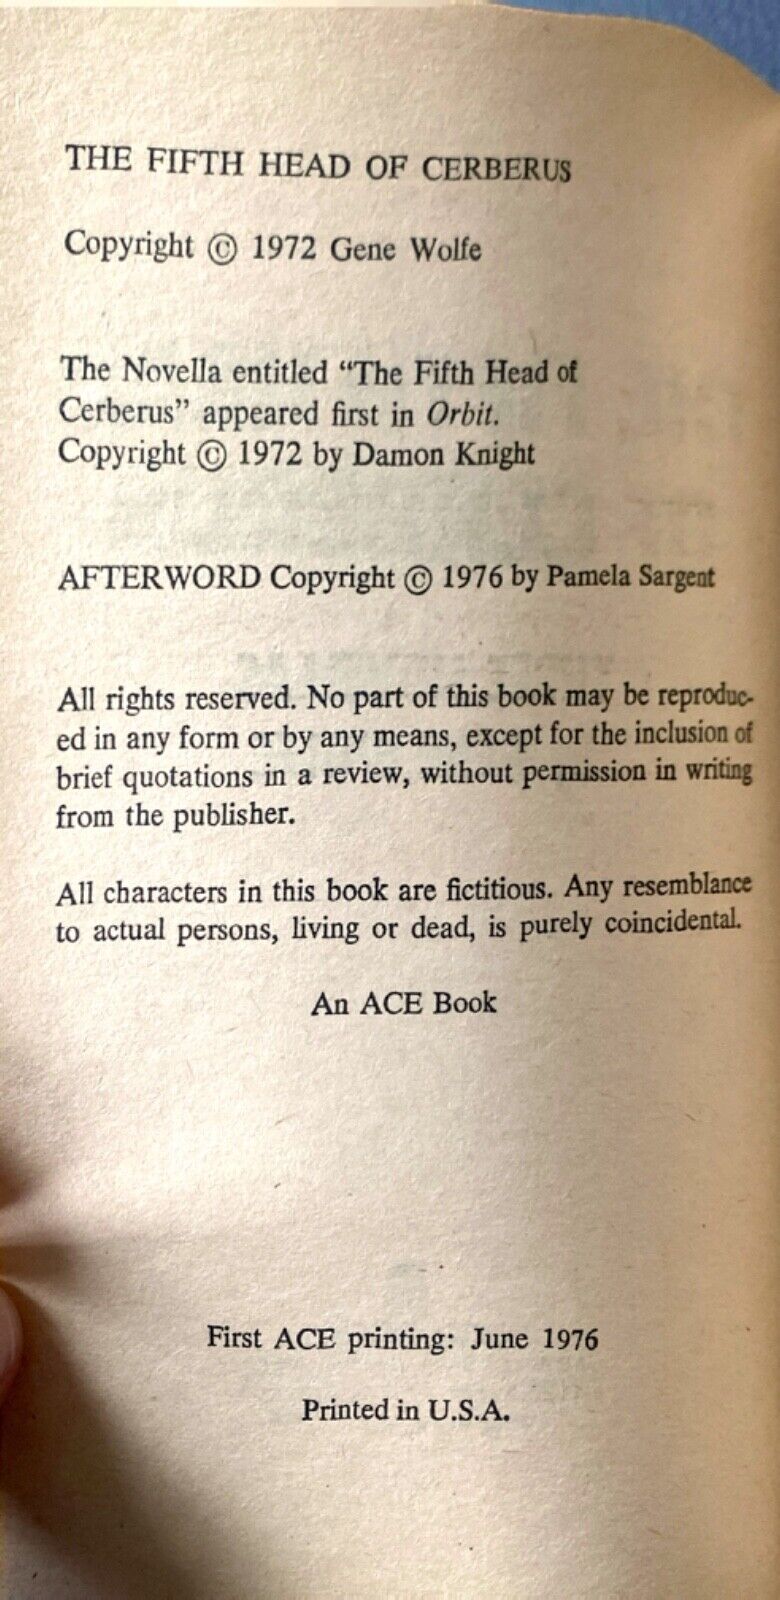 THE FIFTH HEAD OF CERBERUS
Copyright © 1972 Gene Wolfe
The Novella entitled “The Fifth Head of
Cerberus” appeared first in Orbit.
Copyright © 1972 by Damon Knight
AFTERWORD Copyright © 1976 by Pamela Sargent
All rights reserved. No part of this book may be reproduc-
ed in any form or by any means, except for the inclusion of
brief quotations in a review, without permission in writing
from the publisher.
All characters in this book are fictitious. Any resemblance
to actual persons, living or dead, is purely coincidental.
An ACE Book
First ACE printing: June 1976
Printed in U.S.A.